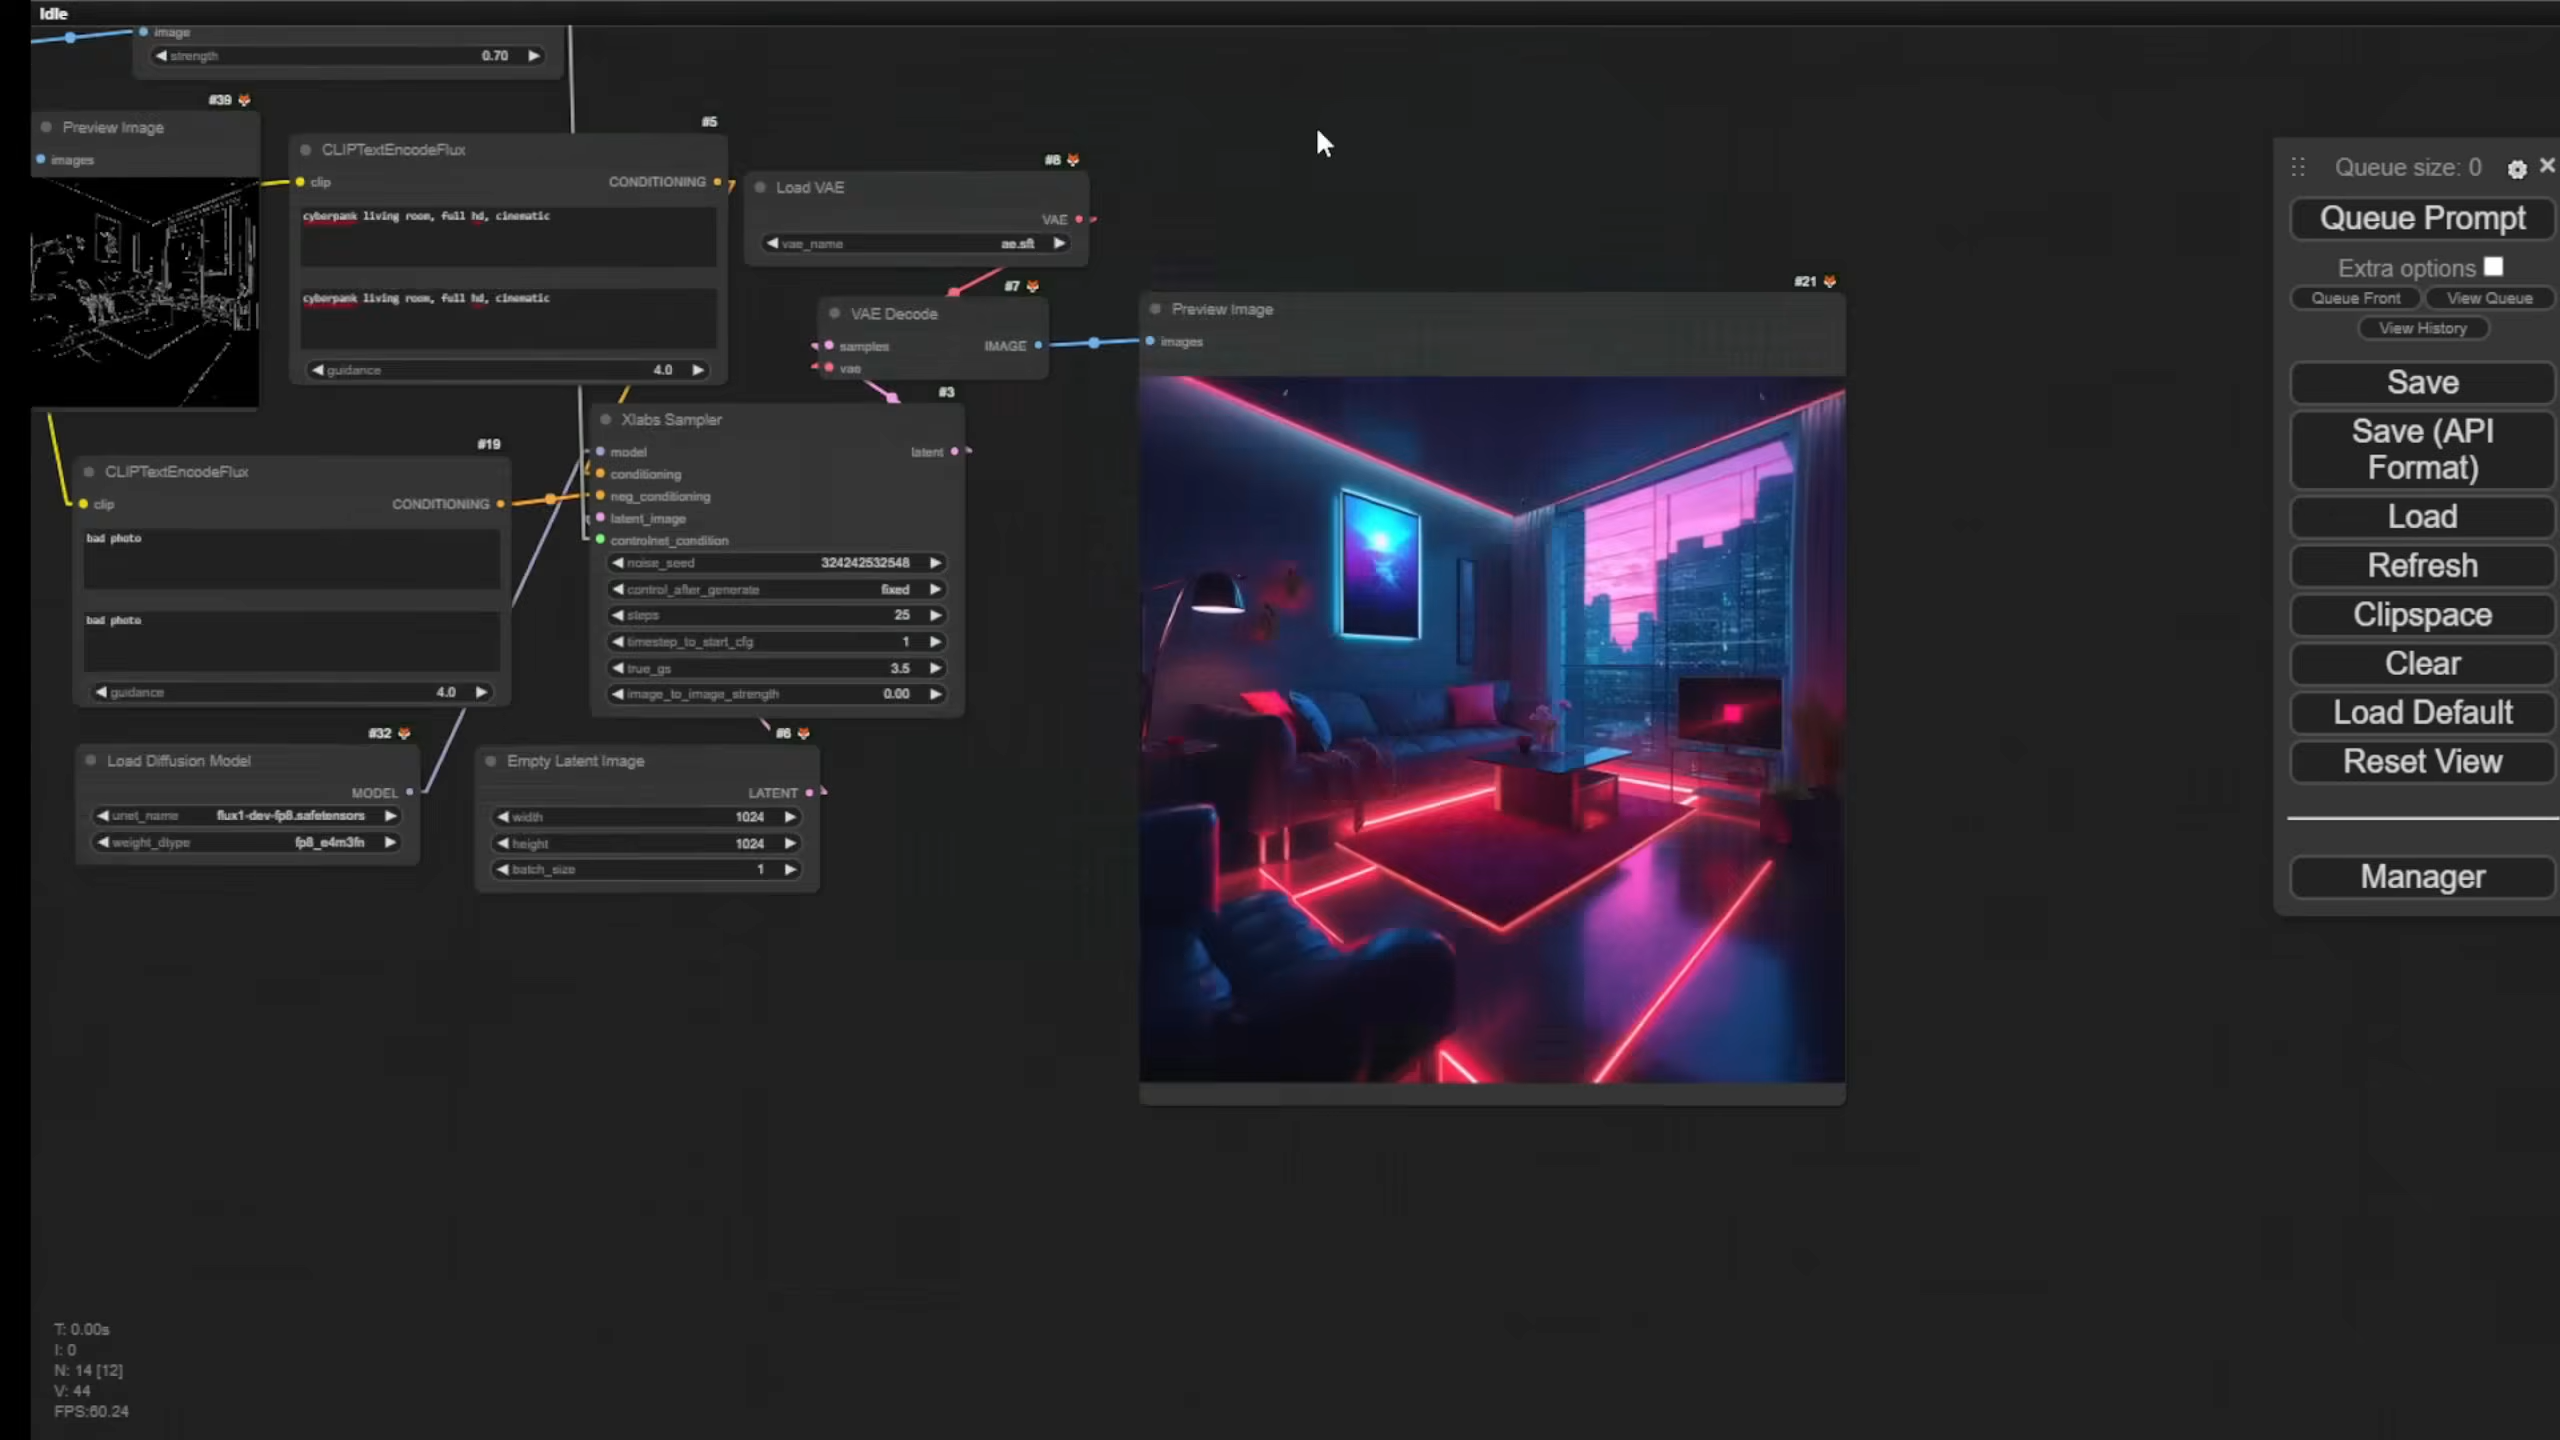 Idle
image
strength 0.70
#39
Preview Image
images
#5
CLIPTextEncodeFlux
clip CONDITIONING
cyberpank living room, full hd, cinematic
cyberpank living room, full hd, cinematic
guidance 4.0
#8
Load VAE
VAE
vae_name ae.sft
#7
VAE Decode
samples IMAGE
vae
#3
Xlabs Sampler
model latent
conditioning
neg_conditioning
latent_image
controlnet_condition
noise_seed 324242532548
control_after_generate fixed
steps 25
timestep_to_start_cfg 1
true_gs 3.5
image_to_image_strength 0.00
#19
CLIPTextEncodeFlux
clip CONDITIONING
bad photo
bad photo
guidance 4.0
#32
Load Diffusion Model
MODEL
unet_name flux1-dev-fp8.safetensors
weight_dtype fp8_e4m3fn
#6
Empty Latent Image
LATENT
width 1024
height 1024
batch_size 1
#21
Preview Image
images
Queue size: 0
Queue Prompt
Extra options
Queue Front View Queue
View History
Save
Save (API
Format)
Load
Refresh
Clipspace
Clear
Load Default
Reset View
Manager
T: 0.00s
I: 0
N: 14 [12]
V: 44
FPS:60.24